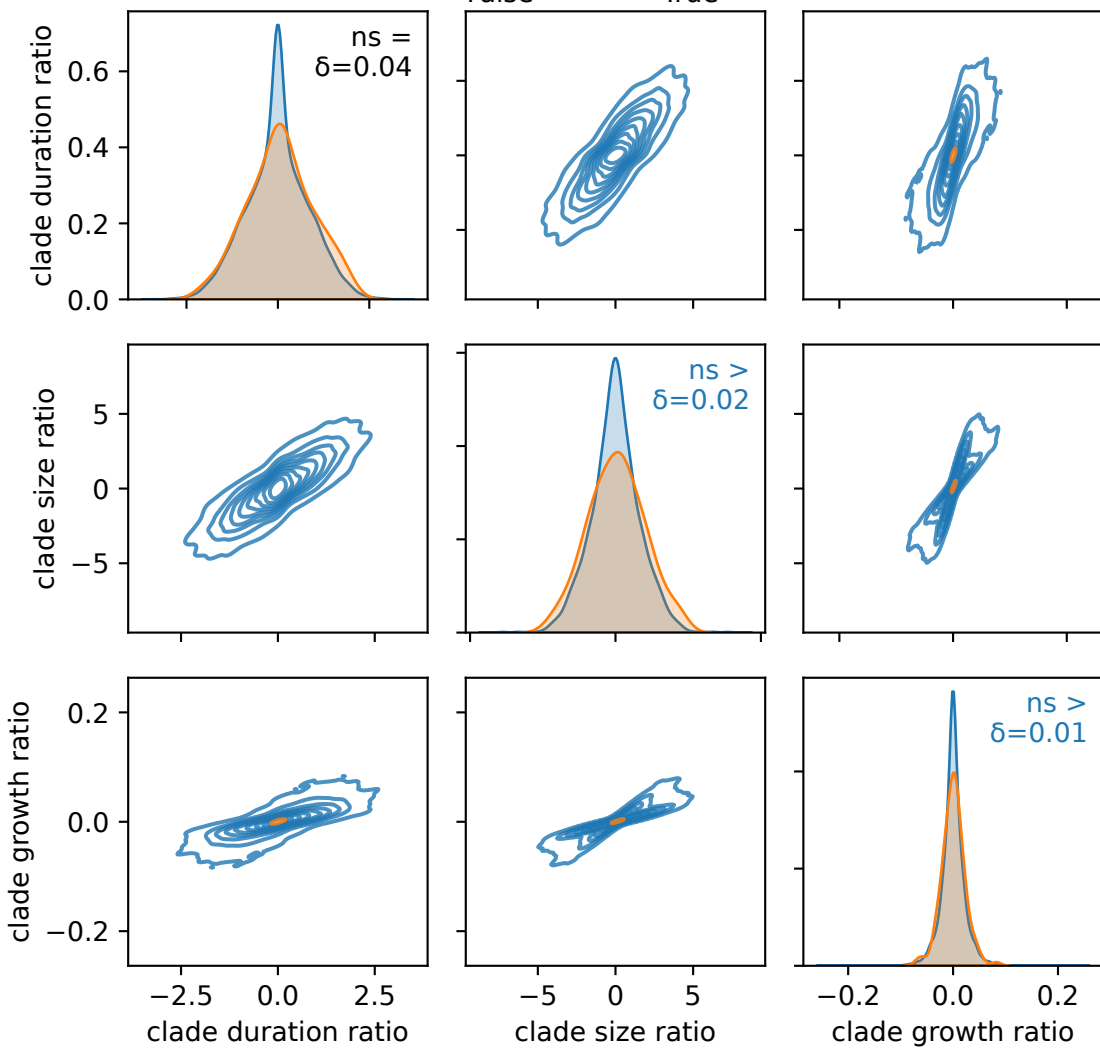 clade duration ratio
0.6
0.4
0.2
0.0
ns =
δ=0.04
clade size ratio
5
0
−5
ns >
δ=0.02
clade growth ratio
0.2
0.0
−0.2
ns >
δ=0.01
−2.5 0.0 2.5
−5 0 5
−0.2 0.0 0.2
clade duration ratio
clade size ratio
clade growth ratio